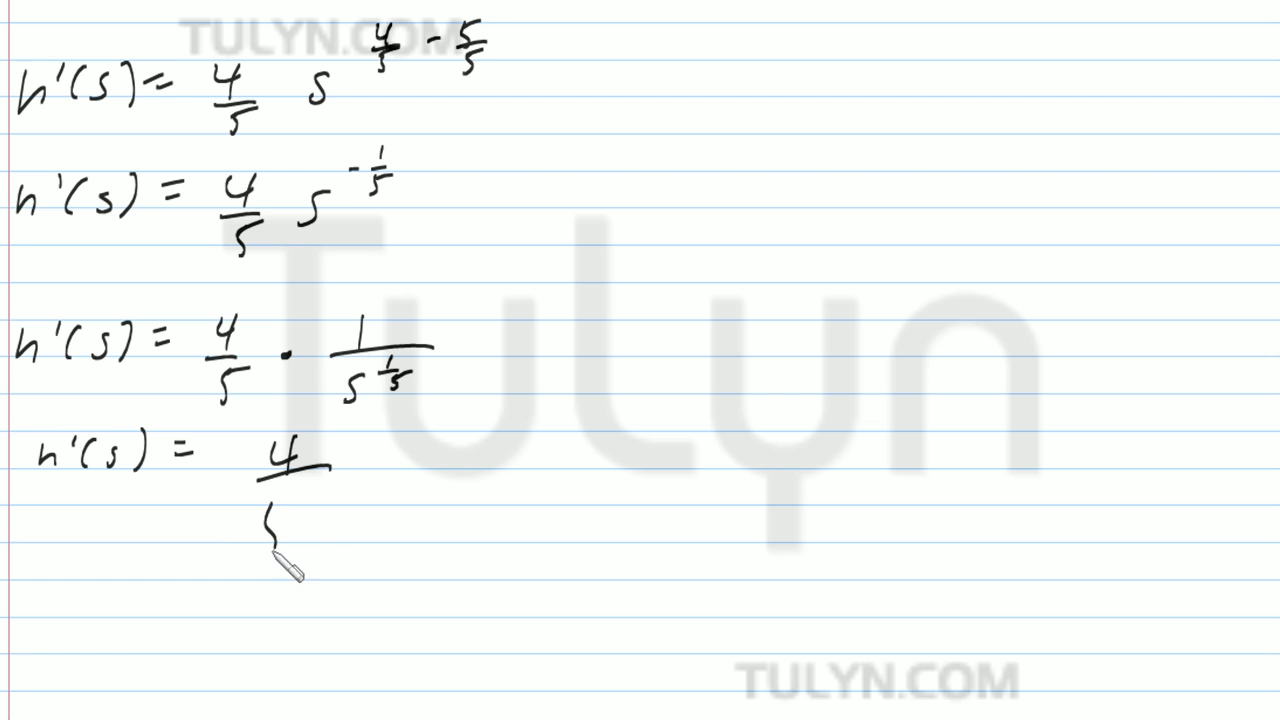 TULYN.COM
h'(s) = 4/5 s^(4/5 - 5/5)
h'(s) = 4/5 s^(-1/5)
h'(s) = 4/5 · 1/s^(1/5)
h'(s) = 4/5
TULYN
TULYN.COM